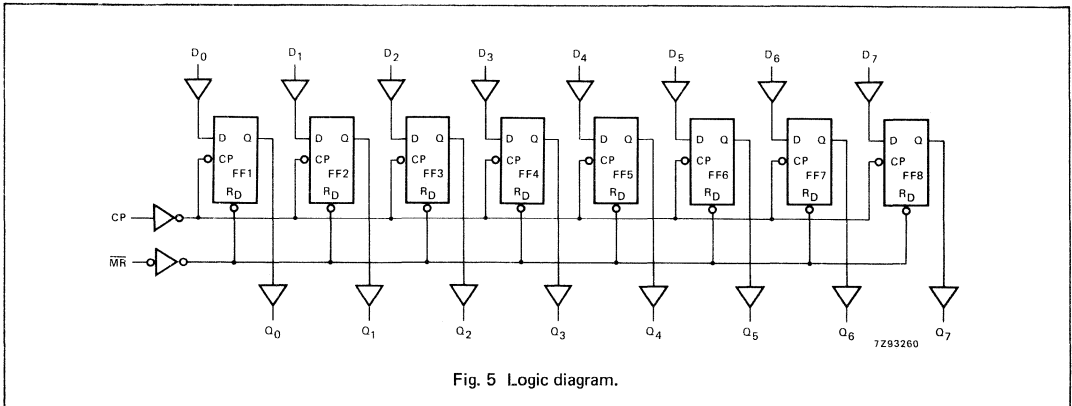 D0 D1 D2 D3 D4 D5 D6 D7
D Q D Q D Q D Q D Q D Q D Q D Q
CP CP CP CP CP CP CP CP
FF1 FF2 FF3 FF4 FF5 FF6 FF7 FF8
RD RD RD RD RD RD RD RD
CP
M̅R̅
Q0 Q1 Q2 Q3 Q4 Q5 Q6 Q7
7Z93260
Fig. 5 Logic diagram.